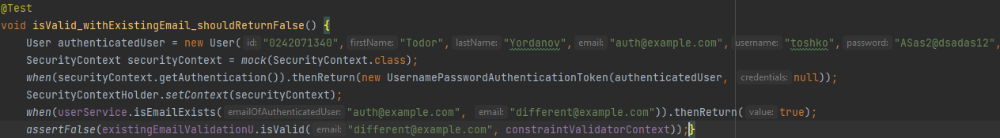 @Test
void isValid_withExistingEmail_shouldReturnFalse() {
User authenticatedUser = new User( id: "0242071340", firstName: "Todor", lastName: "Yordanov", email: "auth@example.com", username: "toshko", password: "ASas2@dsadas12",
SecurityContext securityContext = mock(SecurityContext.class);
when(securityContext.getAuthentication()).thenReturn(new UsernamePasswordAuthenticationToken(authenticatedUser, credentials: null));
SecurityContextHolder.setContext(securityContext);
when(userService.isEmailExists( emailOfAuthenticatedUser: "auth@example.com", email: "different@example.com")).thenReturn( value: true);
assertFalse(existingEmailValidationU.isValid( email: "different@example.com", constraintValidatorContext));}